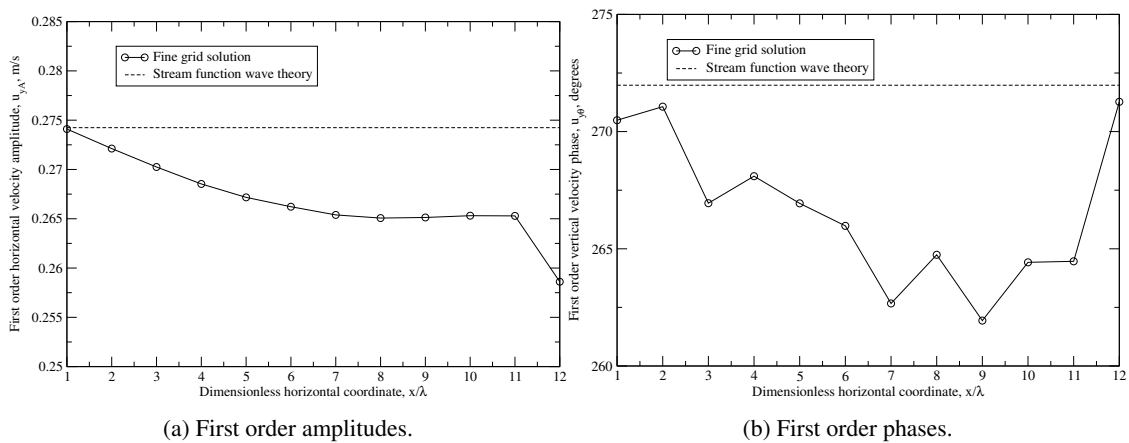 0.285
0.28
0.275
0.27
0.265
0.26
0.255
0.25
First order horizontal velocity amplitude, u_yA, m/s
Fine grid solution
Stream function wave theory
1 2 3 4 5 6 7 8 9 10 11 12
Dimensionless horizontal coordinate, x/λ
(a) First order amplitudes.
275
270
265
260
First order vertical velocity phase, u_yθ, degrees
Fine grid solution
Stream function wave theory
1 2 3 4 5 6 7 8 9 10 11 12
Dimensionless horizontal coordinate, x/λ
(b) First order phases.